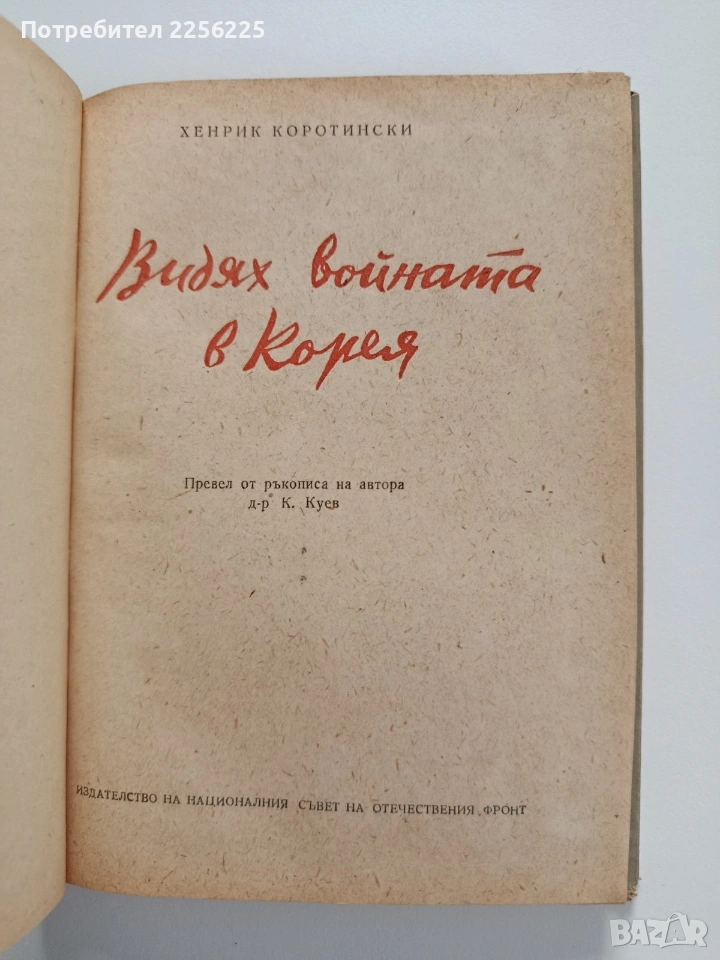 Потребител 2256225
ХЕНРИК КОРОТИНСКИ
Видях войната
в Корея
Превел от ръкописа на автора
д-р К. Куев
ИЗДАТЕЛСТВО НА НАЦИОНАЛНИЯ СЪВЕТ НА ОТЕЧЕСТВЕНИЯ ФРОНТ
BAZAR